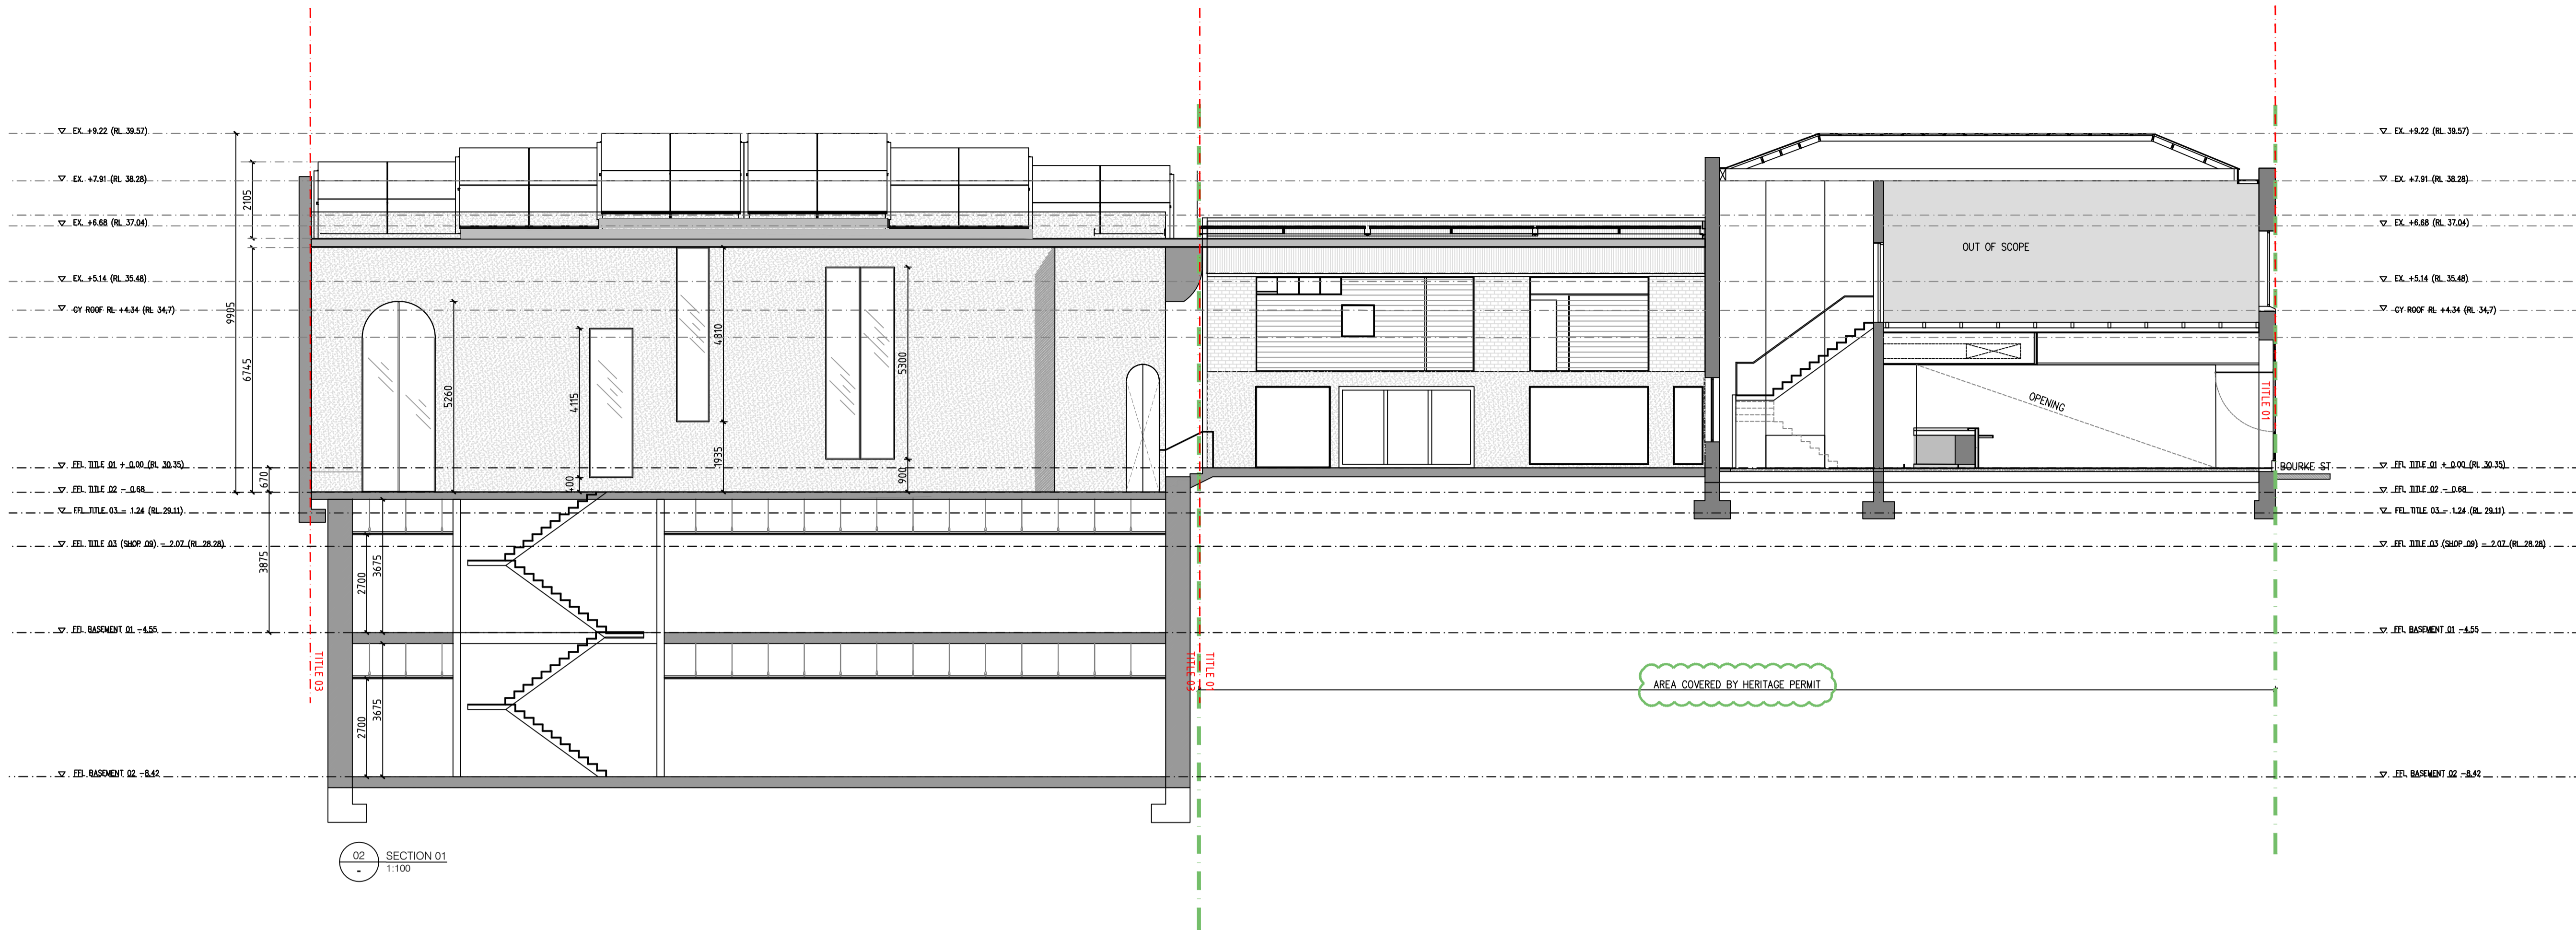 EX. +9.22 (RL 39.57)
EX. +7.91 (RL 38.28)
EX. +6.68 (RL 37.04)
EX. +5.14 (RL 35.48)
CY ROOF RL +4.34 (RL 34,7)
FFL TITLE 01 + 0.00 (RL 30.35)
FFL TITLE 02 - 0.68
FFL TITLE 03 - 1.24 (RL 29.11)
FFL TITLE 03 (SHOP 09) - 2.07 (RL 28.28)
FFL BASEMENT 01 -4.55
FFL BASEMENT 02 -8.42
9905
2105
6745
670
3875
5260
4115
400
4810
1935
5300
900
2700
3675
2700
3675
TITLE 03
TITLE 03
TITLE 01
OUT OF SCOPE
OPENING
TITLE 01
BOURKE ST
AREA COVERED BY HERITAGE PERMIT
EX. +9.22 (RL 39.57)
EX. +7.91 (RL 38.28)
EX. +6.68 (RL 37.04)
EX. +5.14 (RL 35.48)
CY ROOF RL +4.34 (RL 34,7)
FFL TITLE 01 + 0.00 (RL 30.35)
FFL TITLE 02 - 0.68
FFL TITLE 03 - 1.24 (RL 29.11)
FFL TITLE 03 (SHOP 09) - 2.07 (RL 28.28)
FFL BASEMENT 01 -4.55
FFL BASEMENT 02 -8.42
02
-
SECTION 01
1:100